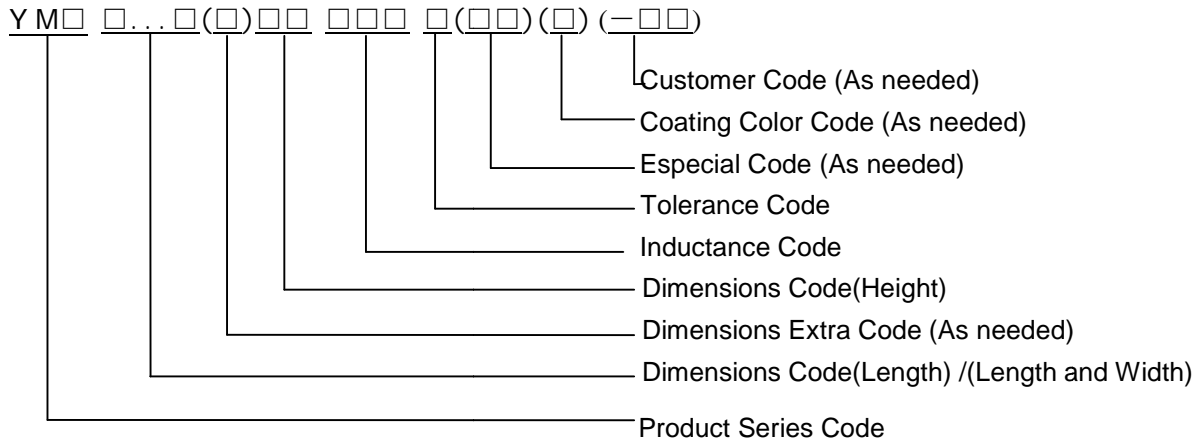 YM□ □...□(□)□□ □□□ □(□□)(□) (－□□)
Customer Code (As needed)
Coating Color Code (As needed)
Especial Code (As needed)
Tolerance Code
Inductance Code
Dimensions Code(Height)
Dimensions Extra Code (As needed)
Dimensions Code(Length) /(Length and Width)
Product Series Code